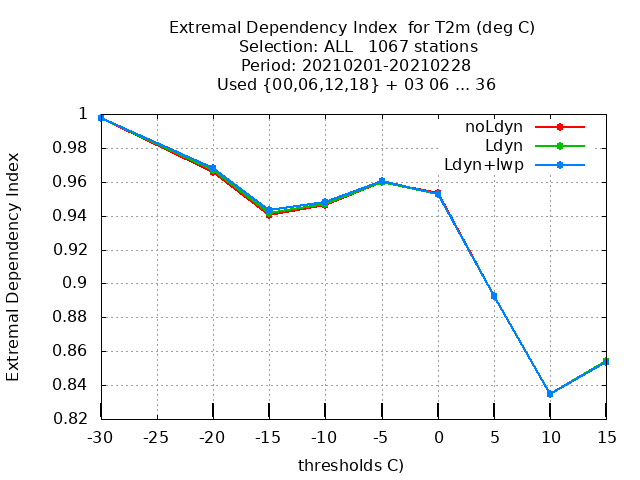 Extremal Dependency Index  for T2m (deg C)
Selection: ALL   1067 stations
Period: 20210201-20210228
Used {00,06,12,18} + 03 06 ... 36
noLdyn
Ldyn
Ldyn+lwp
Extremal Dependency Index
1
0.98
0.96
0.94
0.92
0.9
0.88
0.86
0.84
0.82
-30 -25 -20 -15 -10 -5 0 5 10 15
thresholds C)